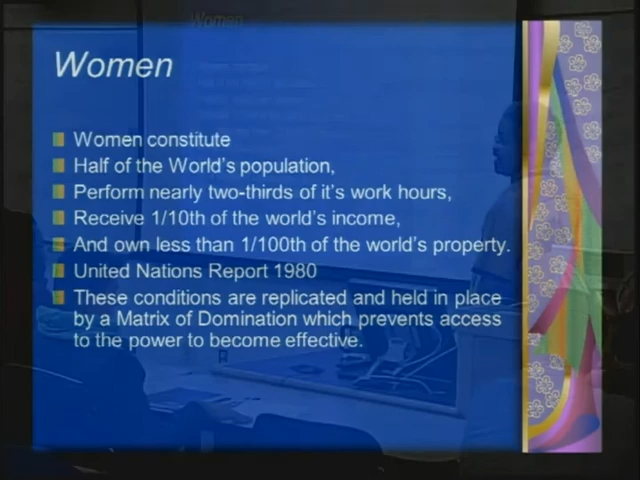 Women
Women
Women constitute
Half of the World's population,
Perform nearly two-thirds of it's work hours,
Receive 1/10th of the world's income,
And own less than 1/100th of the world's property.
United Nations Report 1980
These conditions are replicated and held in place
by a Matrix of Domination which prevents access
to the power to become effective.